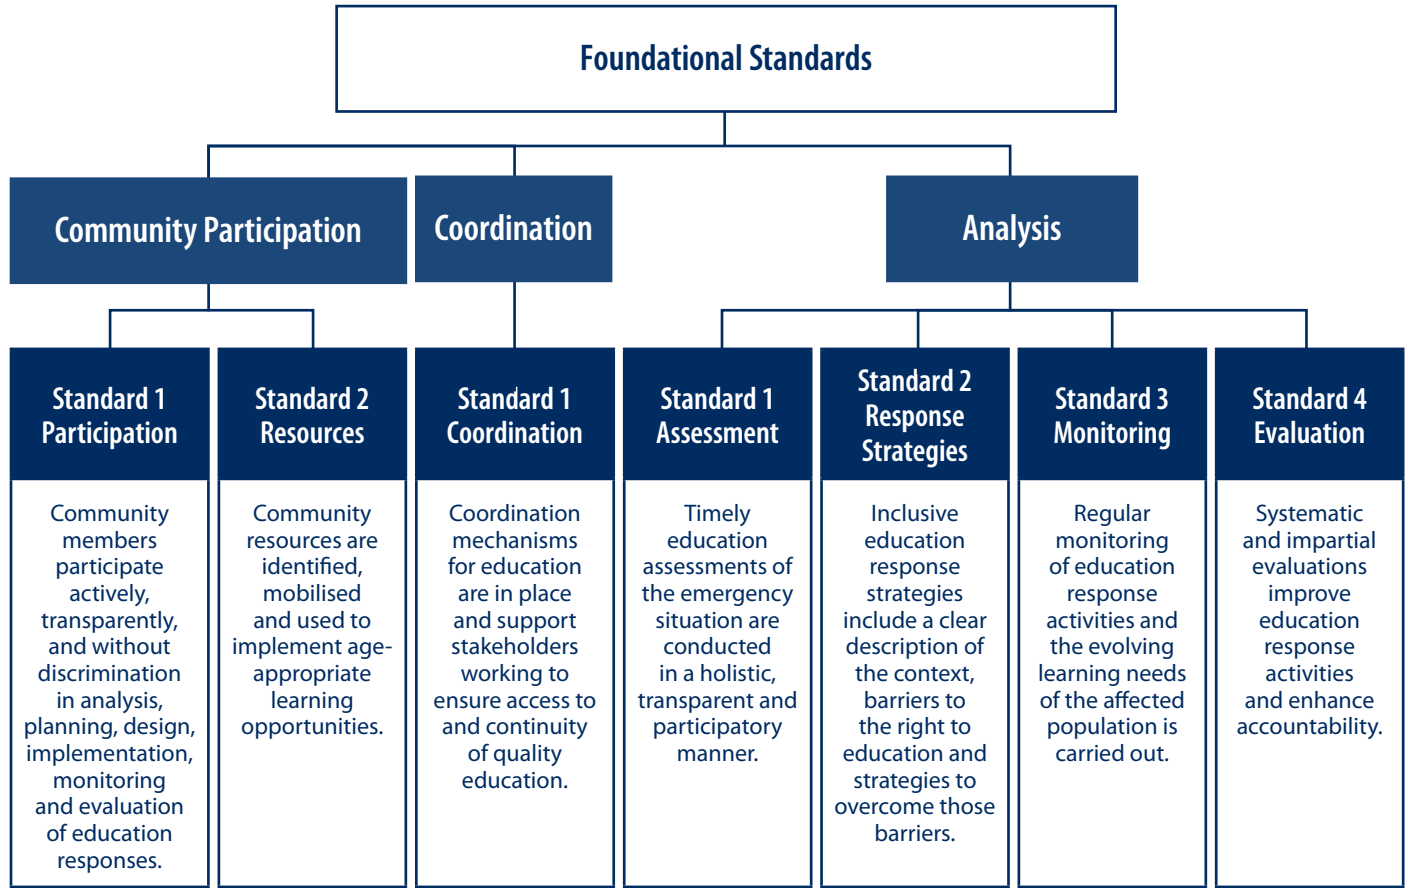 Foundational Standards
Community Participation
Coordination
Analysis
Standard 1
Participation
Community
members
participate
actively,
transparently,
and without
discrimination
in analysis,
planning, design,
implementation,
monitoring
and evaluation
of education
responses.
Standard 2
Resources
Community
resources are
identified,
mobilised
and used to
implement age-
appropriate
learning
opportunities.
Standard 1
Coordination
Coordination
mechanisms
for education
are in place
and support
stakeholders
working to
ensure access to
and continuity
of quality
education.
Standard 1
Assessment
Timely
education
assessments of
the emergency
situation are
conducted
in a holistic,
transparent and
participatory
manner.
Standard 2
Response
Strategies
Inclusive
education
response
strategies
include a clear
description of
the context,
barriers to
the right to
education and
strategies to
overcome those
barriers.
Standard 3
Monitoring
Regular
monitoring
of education
response
activities and
the evolving
learning needs
of the affected
population is
carried out.
Standard 4
Evaluation
Systematic
and impartial
evaluations
improve
education
response
activities
and enhance
accountability.